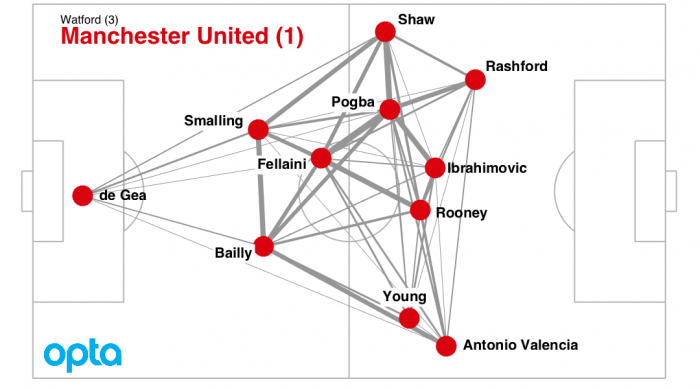 Watford (3)
Manchester United (1)
Shaw
Rashford
Pogba
Smalling
Fellaini
Ibrahimovic
de Gea
Rooney
Bailly
Young
Antonio Valencia
opta